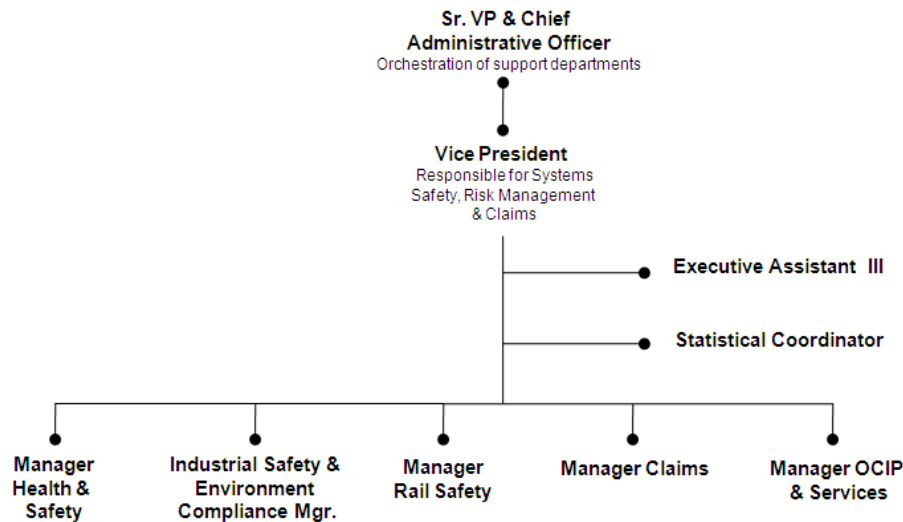 Sr. VP & Chief
Administrative Officer
Orchestration of support departments
Vice President
Responsible for Systems
Safety, Risk Management
& Claims
Executive Assistant III
Statistical Coordinator
Manager
Health &
Safety
Industrial Safety &
Environment
Compliance Mgr.
Manager
Rail Safety
Manager Claims
Manager OCIP
& Services